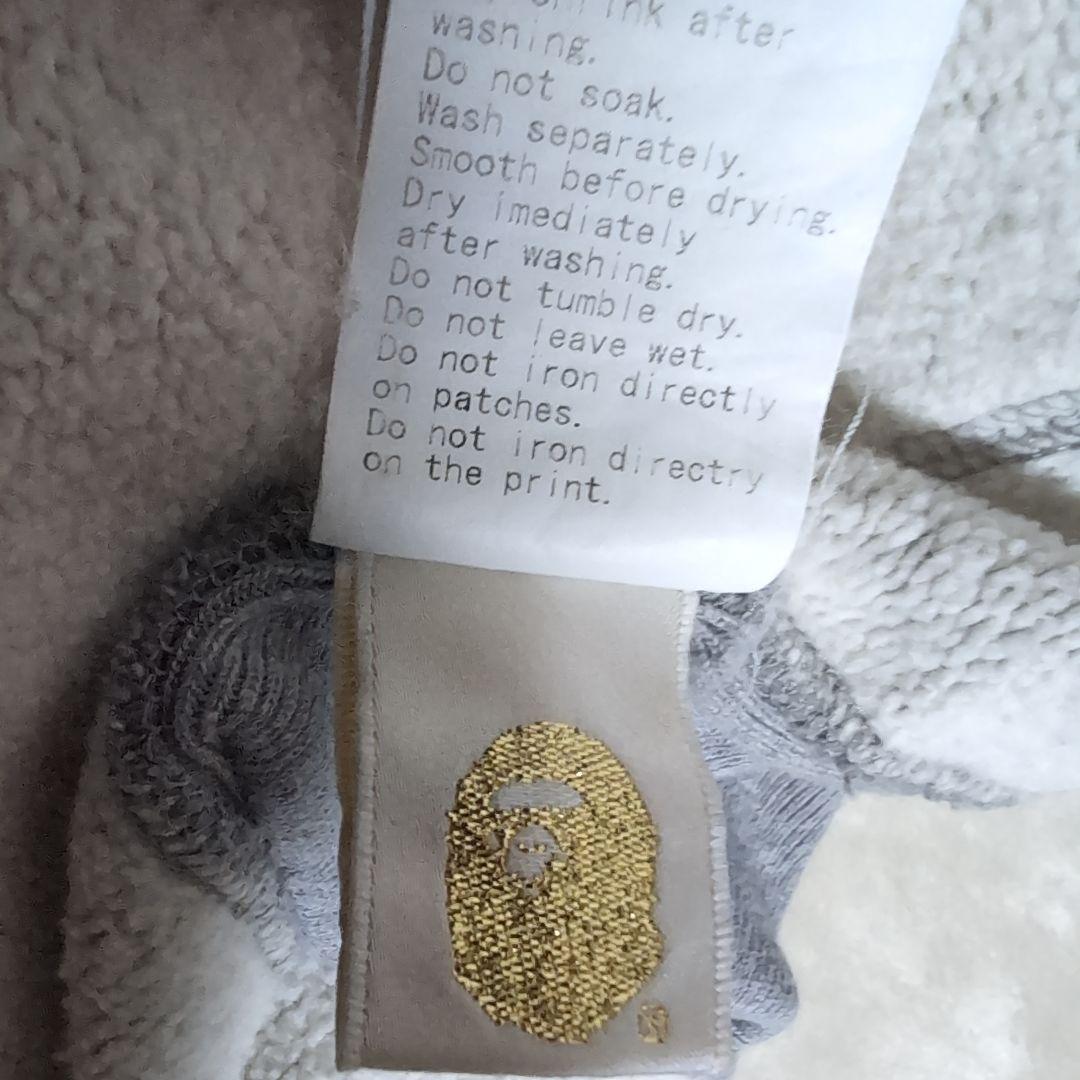 after
washing.
Do not soak.
Wash separately.
Smooth before drying.
Dry imediately
after washing.
Do not tumble dry.
Do not leave wet.
Do not iron directly
on patches.
Do not iron directry
on the print.